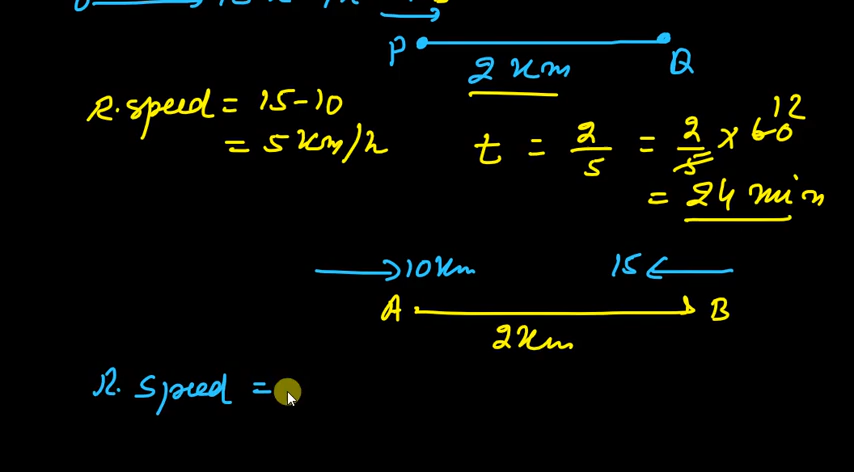 P
2 km
Q
R. speed = 15-10
= 5 km/h
t = 2/5 = 2/5 × 60 12
= 24 min
10 km
15
A
B
2 km
R. Speed =